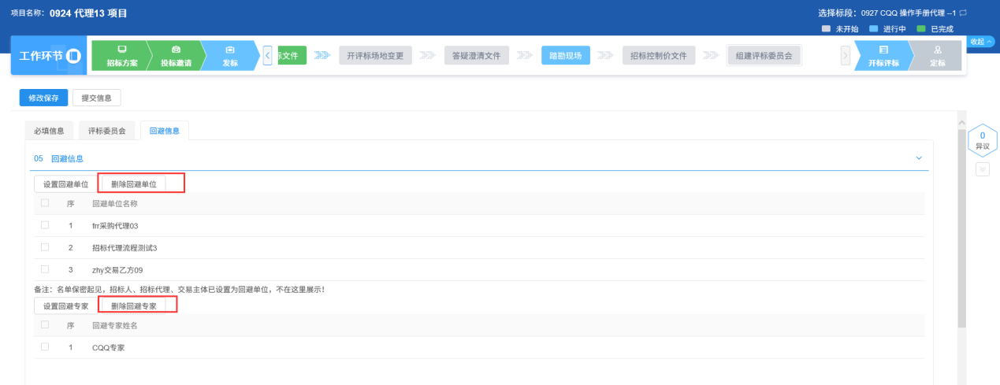 项目名称：0924 代理13 项目
选择标段：0927 CQQ 操作手册代理 --1
未开始 进行中 已完成
工作环节
招标方案 投标邀请 发标
标文件 开评标场地变更 答疑澄清文件 踏勘现场 招标控制价文件 组建评标委员会
开标评标 定标
收起
修改保存 提交信息
必填信息 评标委员会 回避信息
0
异议
05 回避信息
设置回避单位 删除回避单位
序 回避单位名称
1 frr采购代理03
2 招标代理流程测试3
3 zhy交易乙方09
备注：名单保密起见，招标人、招标代理、交易主体已设置为回避单位，不在这里展示！
设置回避专家 删除回避专家
序 回避专家姓名
1 CQQ专家